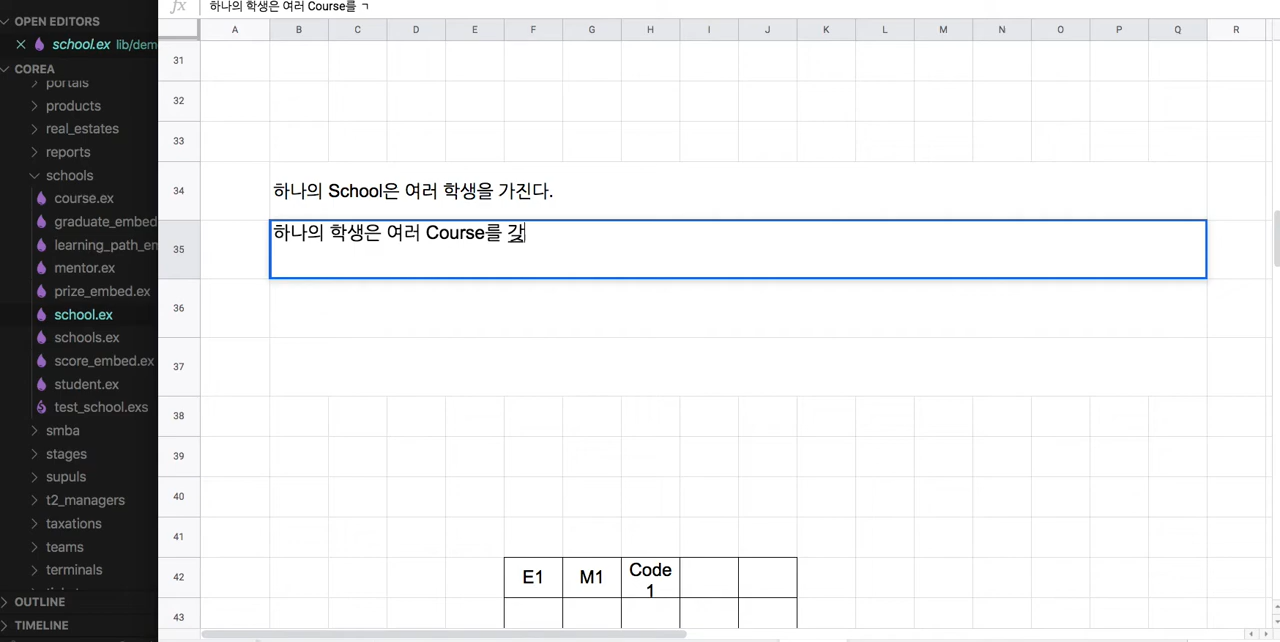 OPEN EDITORS
school.ex lib/demo
COREA
portals
products
real_estates
reports
schools
course.ex
graduate_embed
learning_path_em
mentor.ex
prize_embed.ex
school.ex
schools.ex
score_embed.ex
student.ex
test_school.exs
smba
stages
supuls
t2_managers
taxations
teams
terminals
OUTLINE
TIMELINE
fx 하나의 학생은 여러 Course를 ㄱ
A B C D E F G H I J K L M N O P Q R
31
32
33
34 하나의 School은 여러 학생을 가진다.
35 하나의 학생은 여러 Course를 갖
36
37
38
39
40
41
42 E1 M1 Code 1
43